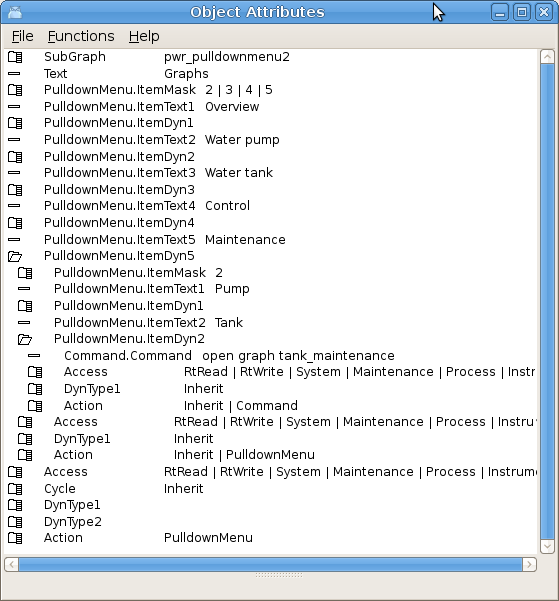 Object Attributes
File Functions Help
SubGraph pwr_pulldownmenu2
Text Graphs
PulldownMenu.ItemMask 2 | 3 | 4 | 5
PulldownMenu.ItemText1 Overview
PulldownMenu.ItemDyn1
PulldownMenu.ItemText2 Water pump
PulldownMenu.ItemDyn2
PulldownMenu.ItemText3 Water tank
PulldownMenu.ItemDyn3
PulldownMenu.ItemText4 Control
PulldownMenu.ItemDyn4
PulldownMenu.ItemText5 Maintenance
PulldownMenu.ItemDyn5
PulldownMenu.ItemMask 2
PulldownMenu.ItemText1 Pump
PulldownMenu.ItemDyn1
PulldownMenu.ItemText2 Tank
PulldownMenu.ItemDyn2
Command.Command open graph tank_maintenance
Access RtRead | RtWrite | System | Maintenance | Process | Instr
DynType1 Inherit
Action Inherit | Command
Access RtRead | RtWrite | System | Maintenance | Process | Instru
DynType1 Inherit
Action Inherit | PulldownMenu
Access RtRead | RtWrite | System | Maintenance | Process | Instrum
Cycle Inherit
DynType1
DynType2
Action PulldownMenu